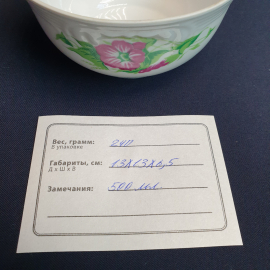 Вес, грамм: 240
В упаковке
Габариты, см: 13х13х6,5
Д х Ш х В
Замечания: 500 мл